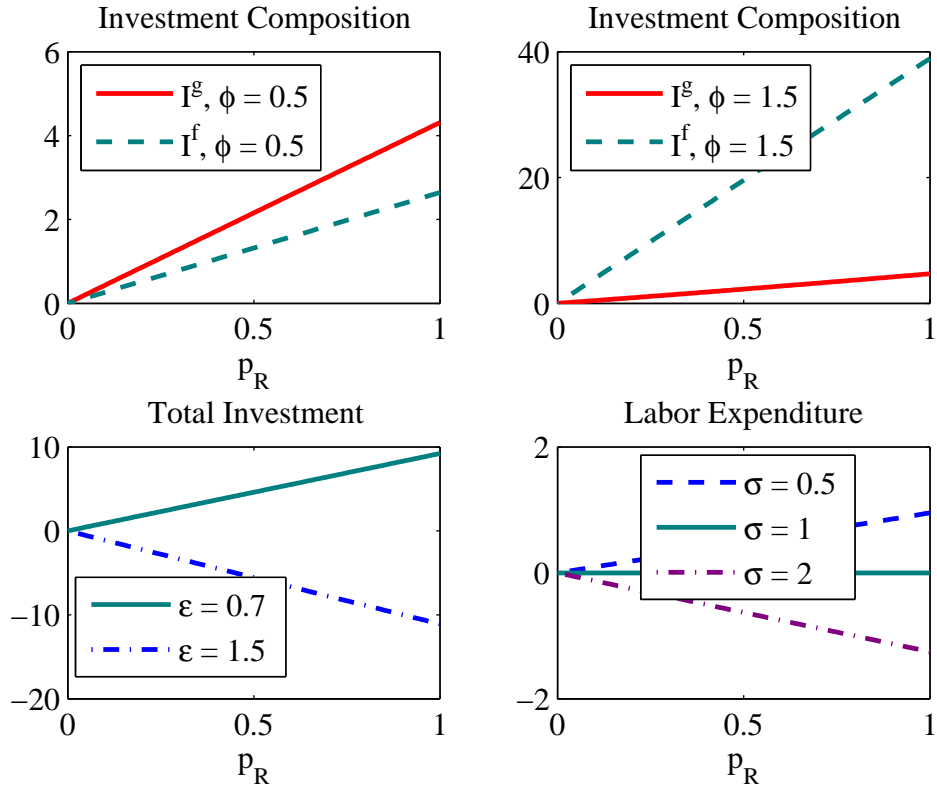 Investment Composition
6
4
2
0
I^g, ϕ = 0.5
I^f, ϕ = 0.5
0
0.5
1
p_R
Investment Composition
40
20
0
I^g, ϕ = 1.5
I^f, ϕ = 1.5
0
0.5
1
p_R
Total Investment
10
0
−10
−20
ε = 0.7
ε = 1.5
0
0.5
1
p_R
Labor Expenditure
2
0
−2
σ = 0.5
σ = 1
σ = 2
0
0.5
1
p_R